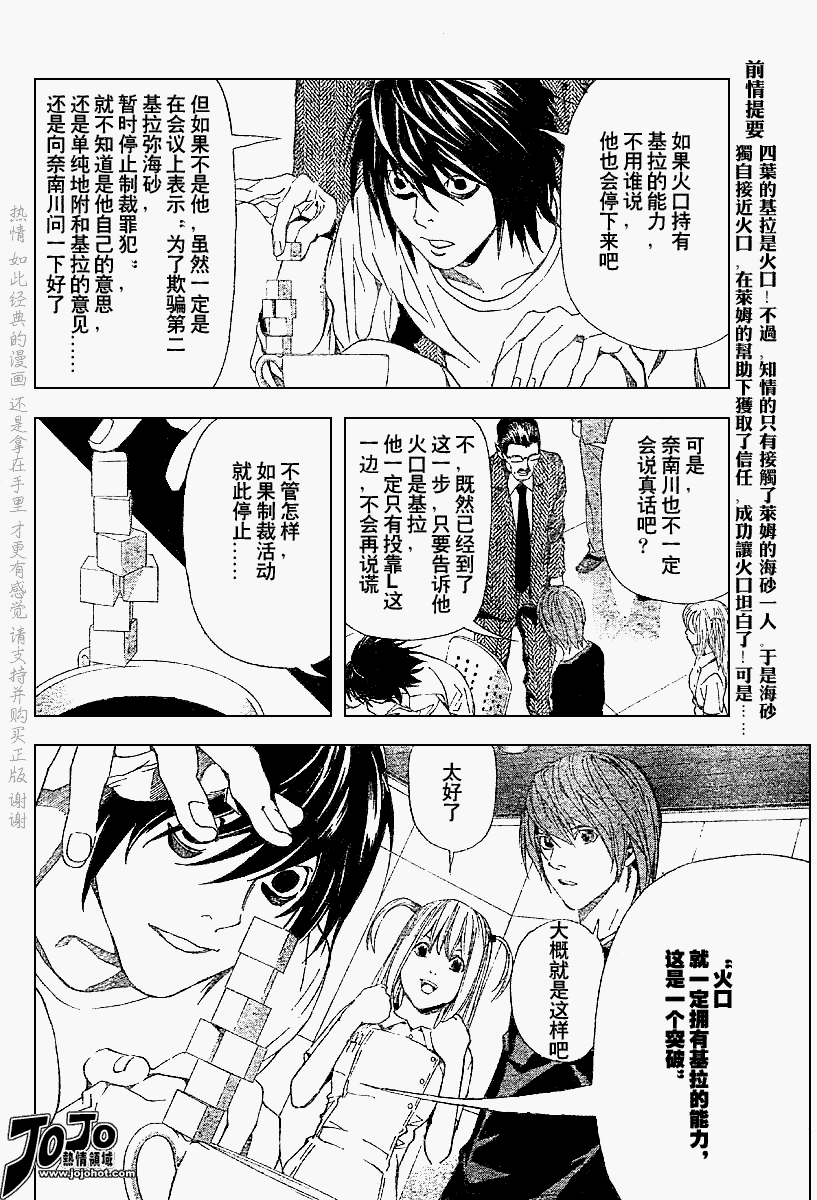 前情提要
四葉的基拉是火口！不過，知情的只有接觸了萊姆的海砂一人，于是海砂
獨自接近火口，在萊姆的幫助下獲取了信任，成功讓火口坦白了！可是……
如果火口持有
基拉的能力，
不用谁说，
他也会停下来吧
但如果不是他，虽然一定是
在会议上表示“为了欺骗第二
基拉弥海砂，
暂时停止制裁罪犯”，
就不知道是他自己的意思，
还是单纯地附和基拉的意见……
还是向奈南川问一下好了
可是，
奈南川也不一定
会说真话吧？
不，既然已经到了
这一步，只要告诉他
火口是基拉，
他一定只有投靠L这
一边，不会再说谎
不管怎样，
如果制裁活动
就此停止……
太好了
大概就是这样吧
“火口
就一定拥有基拉的能力，
这是一个突破”
热情 如此经典的漫画 还是拿在手里 才更有感觉 请支持并购买正版 谢谢
JOJO
熱情領域
www.jojohot.com